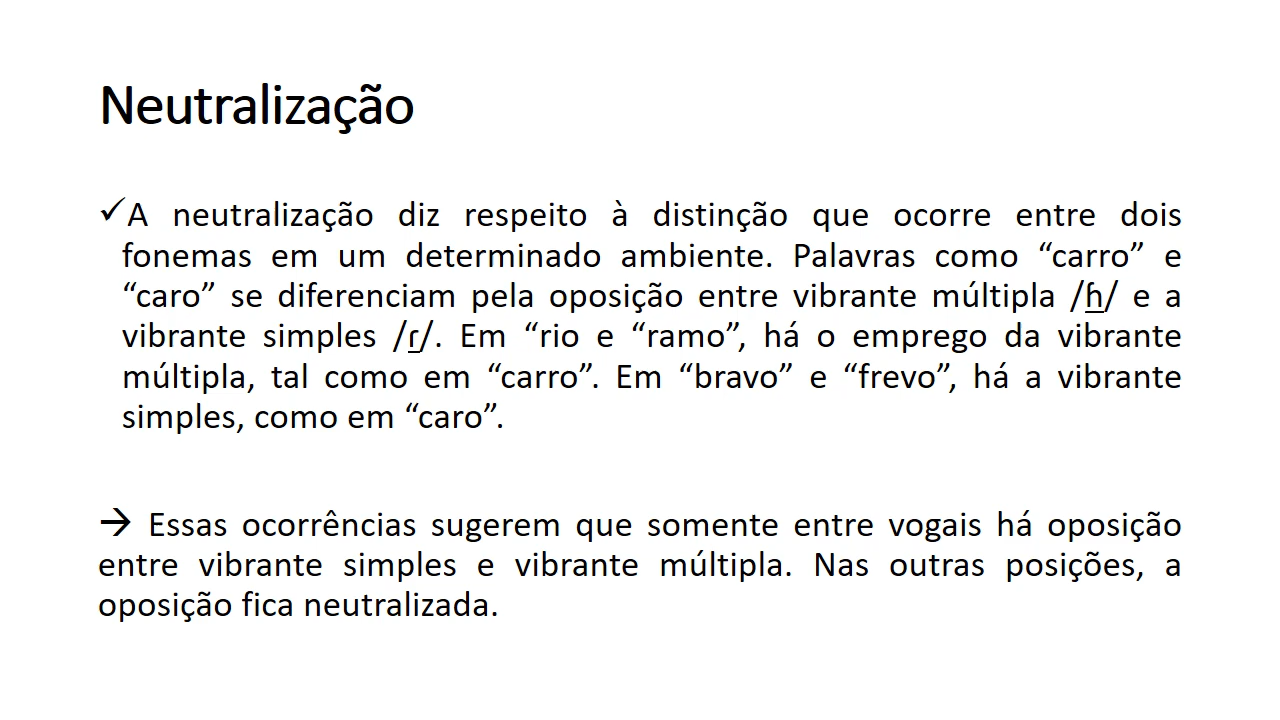 Neutralização
✓A neutralização diz respeito à distinção que ocorre entre dois
fonemas em um determinado ambiente. Palavras como “carro” e
“caro” se diferenciam pela oposição entre vibrante múltipla /ɦ/ e a
vibrante simples /ɾ/. Em “rio e “ramo”, há o emprego da vibrante
múltipla, tal como em “carro”. Em “bravo” e “frevo”, há a vibrante
simples, como em “caro”.
→ Essas ocorrências sugerem que somente entre vogais há oposição
entre vibrante simples e vibrante múltipla. Nas outras posições, a
oposição fica neutralizada.